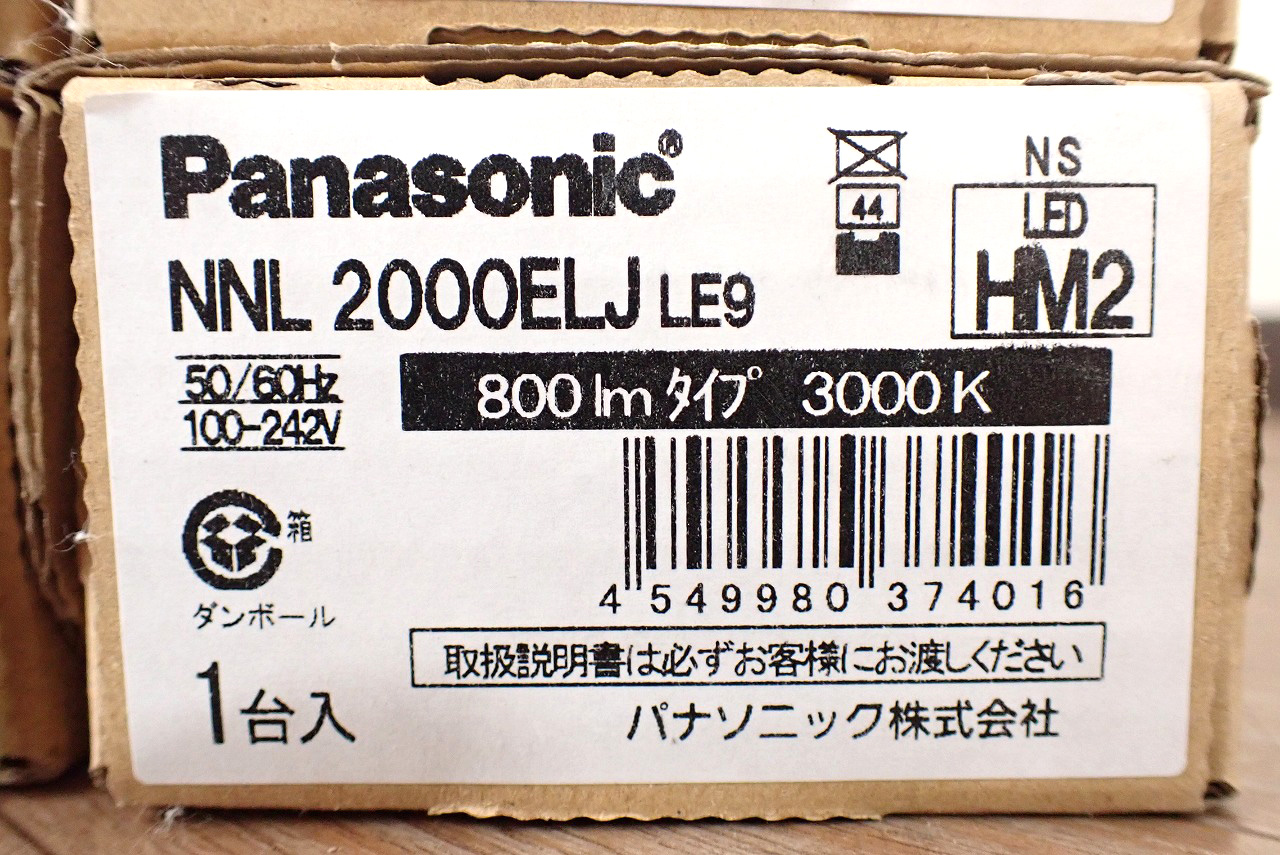 Panasonic®
NNL 2000ELJ LE9
44
NS
LED
HM2
50/60Hz
100-242V
800 lm タイプ 3000 K
箱
ダンボール
4 549980 374016
取扱説明書は必ずお客様にお渡しください
1台入
パナソニック株式会社